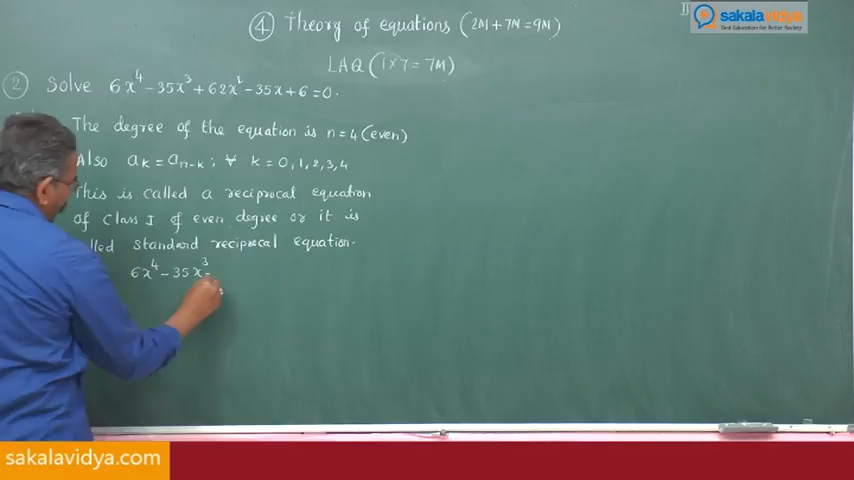 ④ Theory of equations (2M+7M=9M)
sakalavidya
LAQ (1×7=7M)
② Solve 6x⁴-35x³+62x²-35x+6=0.
The degree of the equation is n=4 (even)
Also aₖ=aₙ₋ₖ; ∀ k=0,1,2,3,4
This is called a reciprocal equation
of class I of even degree or it is
standard reciprocal equation.
6x⁴-35x³
sakalavidya.com